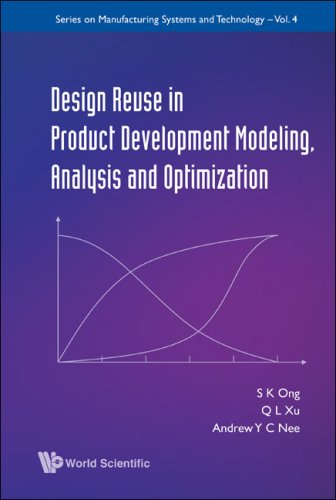 Series on Manufacturing Systems and Technology – Vol. 4
Design Reuse in
Product Development Modeling,
Analysis and Optimization
S K Ong
Q L Xu
Andrew Y C Nee
World Scientific